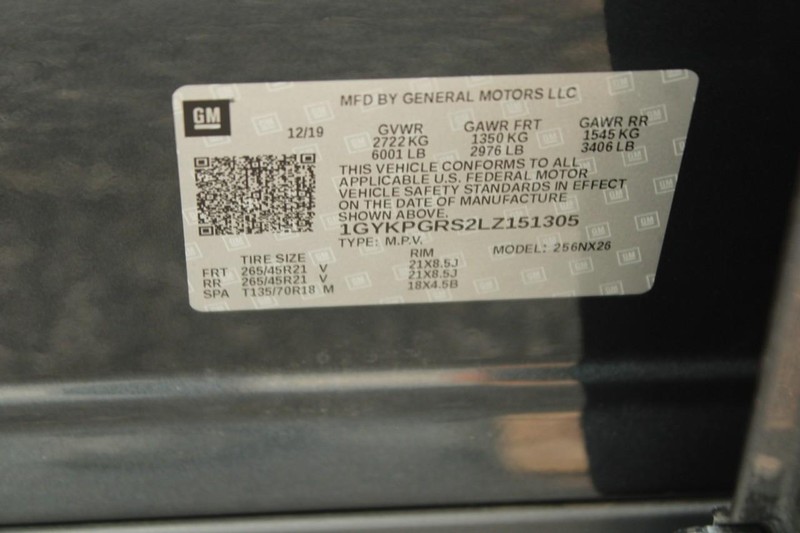 GM
MFD BY GENERAL MOTORS LLC
12/19 GVWR GAWR FRT GAWR RR
2722 KG 1350 KG 1545 KG
6001 LB 2976 LB 3406 LB
THIS VEHICLE CONFORMS TO ALL
APPLICABLE U.S. FEDERAL MOTOR
VEHICLE SAFETY STANDARDS IN EFFECT
ON THE DATE OF MANUFACTURE
SHOWN ABOVE.
1GYKPGRS2LZ151305
TYPE: M.P.V. MODEL: 256NX26
TIRE SIZE RIM
FRT 265/45R21 V 21X8.5J
RR 265/45R21 V 21X8.5J
SPA T135/70R18 M 18X4.5B